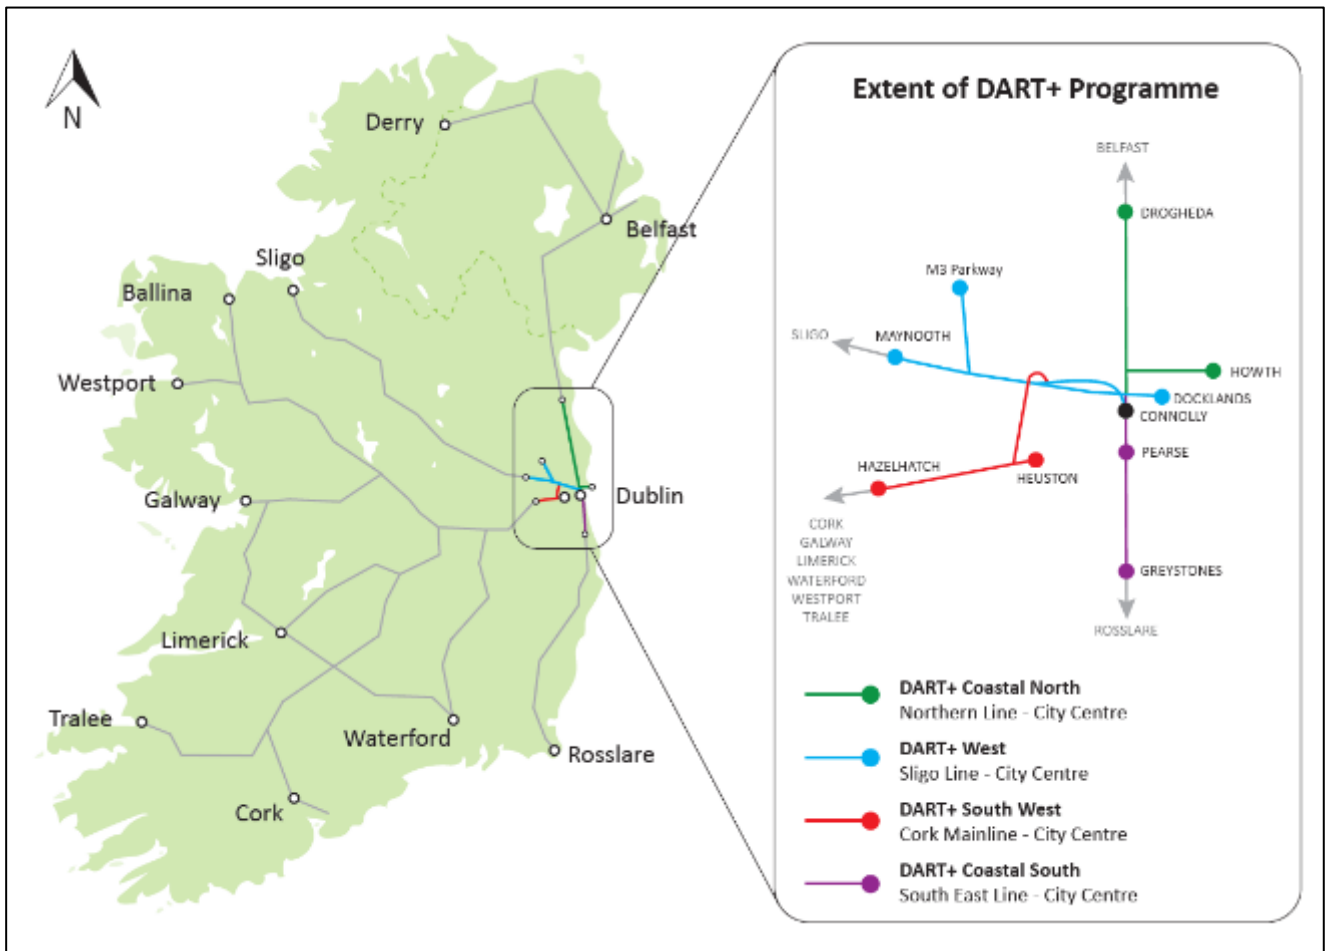 N
Derry
Belfast
Sligo
Ballina
Westport
Galway
Dublin
Limerick
Tralee
Waterford
Rosslare
Cork
Extent of DART+ Programme
BELFAST
DROGHEDA
M3 Parkway
SLIGO
MAYNOOTH
HOWTH
DOCKLANDS
CONNOLLY
PEARSE
HAZELHATCH
HEUSTON
CORK
GALWAY
LIMERICK
WATERFORD
WESTPORT
TRALEE
GREYSTONES
ROSSLARE
DART+ Coastal North
Northern Line - City Centre
DART+ West
Sligo Line - City Centre
DART+ South West
Cork Mainline - City Centre
DART+ Coastal South
South East Line - City Centre